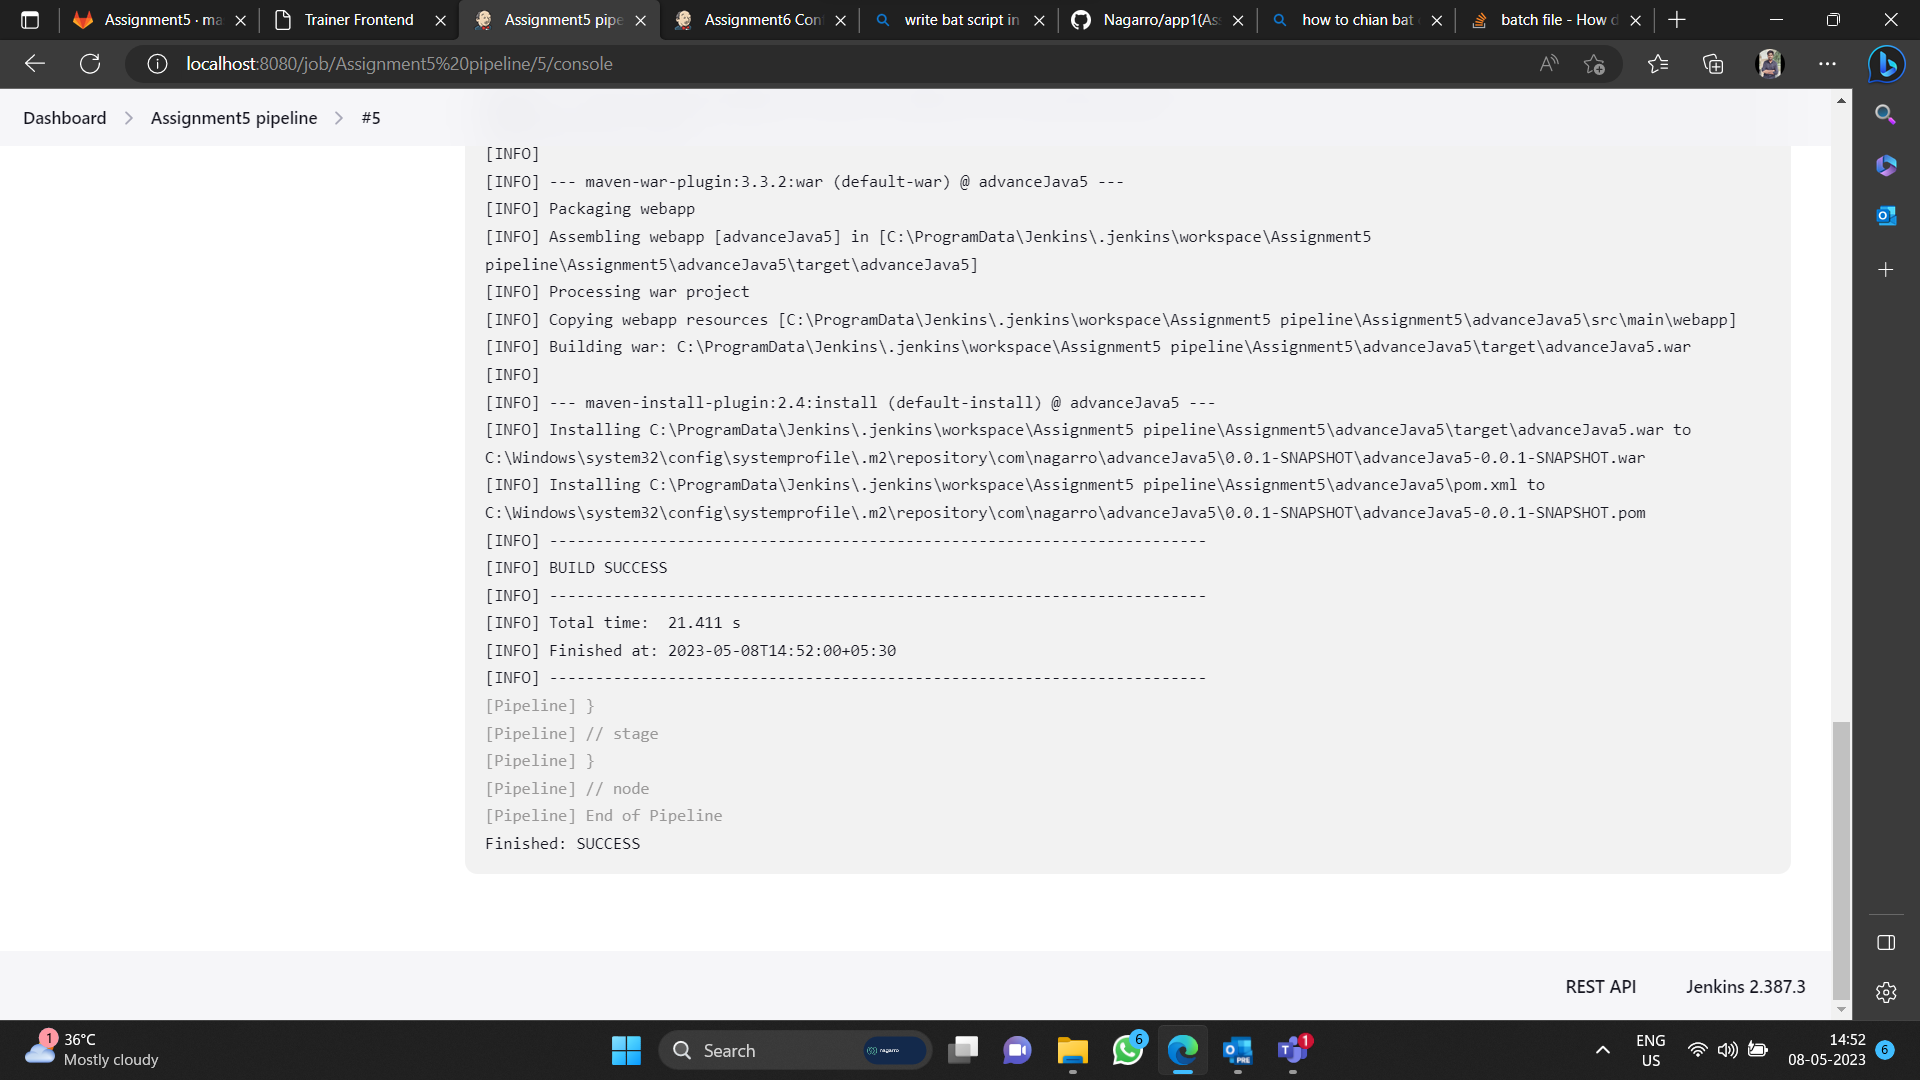 Assignment5 · ma
Trainer Frontend
Assignment5 pipe
Assignment6 Con
write bat script in
Nagarro/app1(As
how to chian bat
batch file - How d
localhost:8080/job/Assignment5%20pipeline/5/console
Dashboard
Assignment5 pipeline
#5
[INFO]
[INFO] --- maven-war-plugin:3.3.2:war (default-war) @ advanceJava5 ---
[INFO] Packaging webapp
[INFO] Assembling webapp [advanceJava5] in [C:\ProgramData\Jenkins\.jenkins\workspace\Assignment5
pipeline\Assignment5\advanceJava5\target\advanceJava5]
[INFO] Processing war project
[INFO] Copying webapp resources [C:\ProgramData\Jenkins\.jenkins\workspace\Assignment5 pipeline\Assignment5\advanceJava5\src\main\webapp]
[INFO] Building war: C:\ProgramData\Jenkins\.jenkins\workspace\Assignment5 pipeline\Assignment5\advanceJava5\target\advanceJava5.war
[INFO]
[INFO] --- maven-install-plugin:2.4:install (default-install) @ advanceJava5 ---
[INFO] Installing C:\ProgramData\Jenkins\.jenkins\workspace\Assignment5 pipeline\Assignment5\advanceJava5\target\advanceJava5.war to
C:\Windows\system32\config\systemprofile\.m2\repository\com\nagarro\advanceJava5\0.0.1-SNAPSHOT\advanceJava5-0.0.1-SNAPSHOT.war
[INFO] Installing C:\ProgramData\Jenkins\.jenkins\workspace\Assignment5 pipeline\Assignment5\advanceJava5\pom.xml to
C:\Windows\system32\config\systemprofile\.m2\repository\com\nagarro\advanceJava5\0.0.1-SNAPSHOT\advanceJava5-0.0.1-SNAPSHOT.pom
[INFO] ------------------------------------------------------------------------
[INFO] BUILD SUCCESS
[INFO] ------------------------------------------------------------------------
[INFO] Total time:  21.411 s
[INFO] Finished at: 2023-05-08T14:52:00+05:30
[INFO] ------------------------------------------------------------------------
[Pipeline] }
[Pipeline] // stage
[Pipeline] }
[Pipeline] // node
[Pipeline] End of Pipeline
Finished: SUCCESS
REST API
Jenkins 2.387.3
1
36°C
Mostly cloudy
Search
nagarro
6
PRE
1
ENG
US
14:52
08-05-2023
6